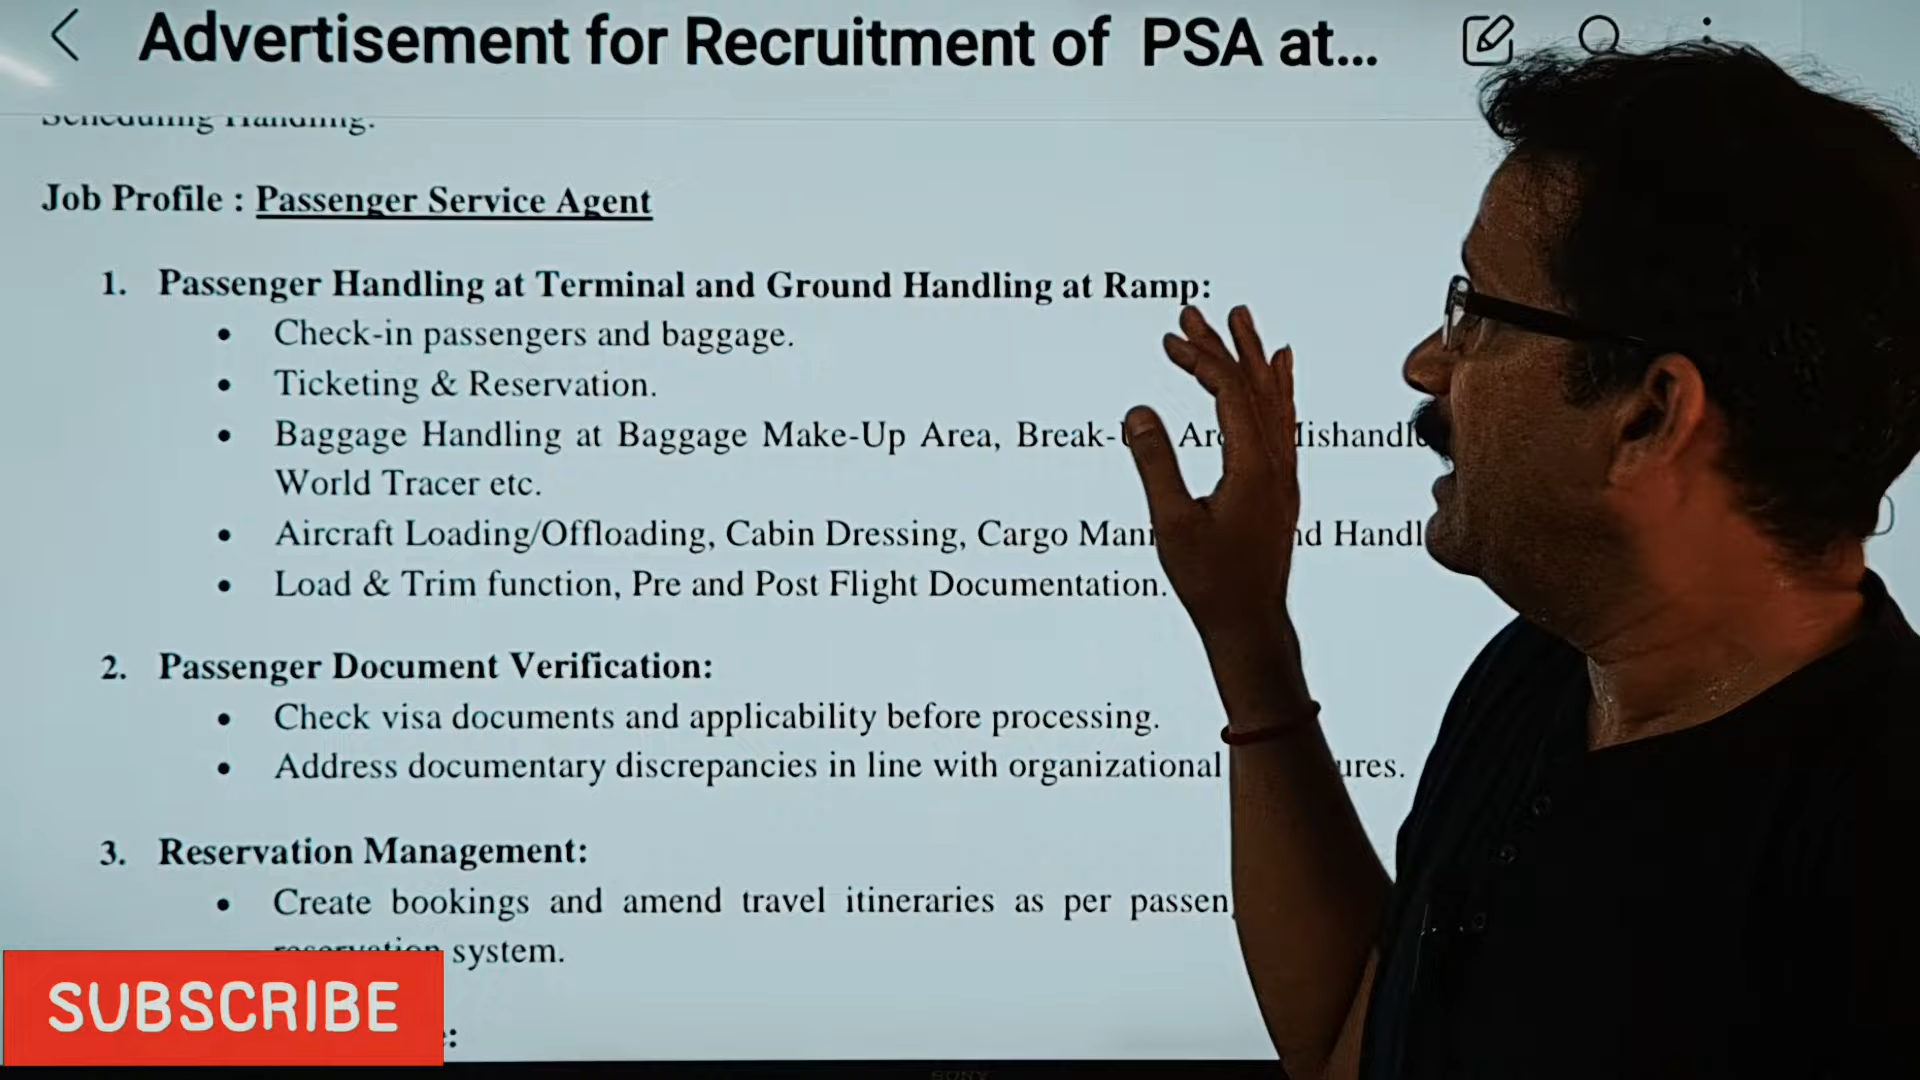 Advertisement for Recruitment of PSA at...
Scheduling Handling.
Job Profile : Passenger Service Agent
1. Passenger Handling at Terminal and Ground Handling at Ramp:
• Check-in passengers and baggage.
• Ticketing & Reservation.
• Baggage Handling at Baggage Make-Up Area, Break-
World Tracer etc.
• Aircraft Loading/Offloading, Cabin Dressing, Cargo
• Load & Trim function, Pre and Post Flight Documentation.
2. Passenger Document Verification:
• Check visa documents and applicability before processing.
• Address documentary discrepancies in line with organizational
3. Reservation Management:
• Create bookings and amend travel itineraries as per
reservation system.
SUBSCRIBE
SONY